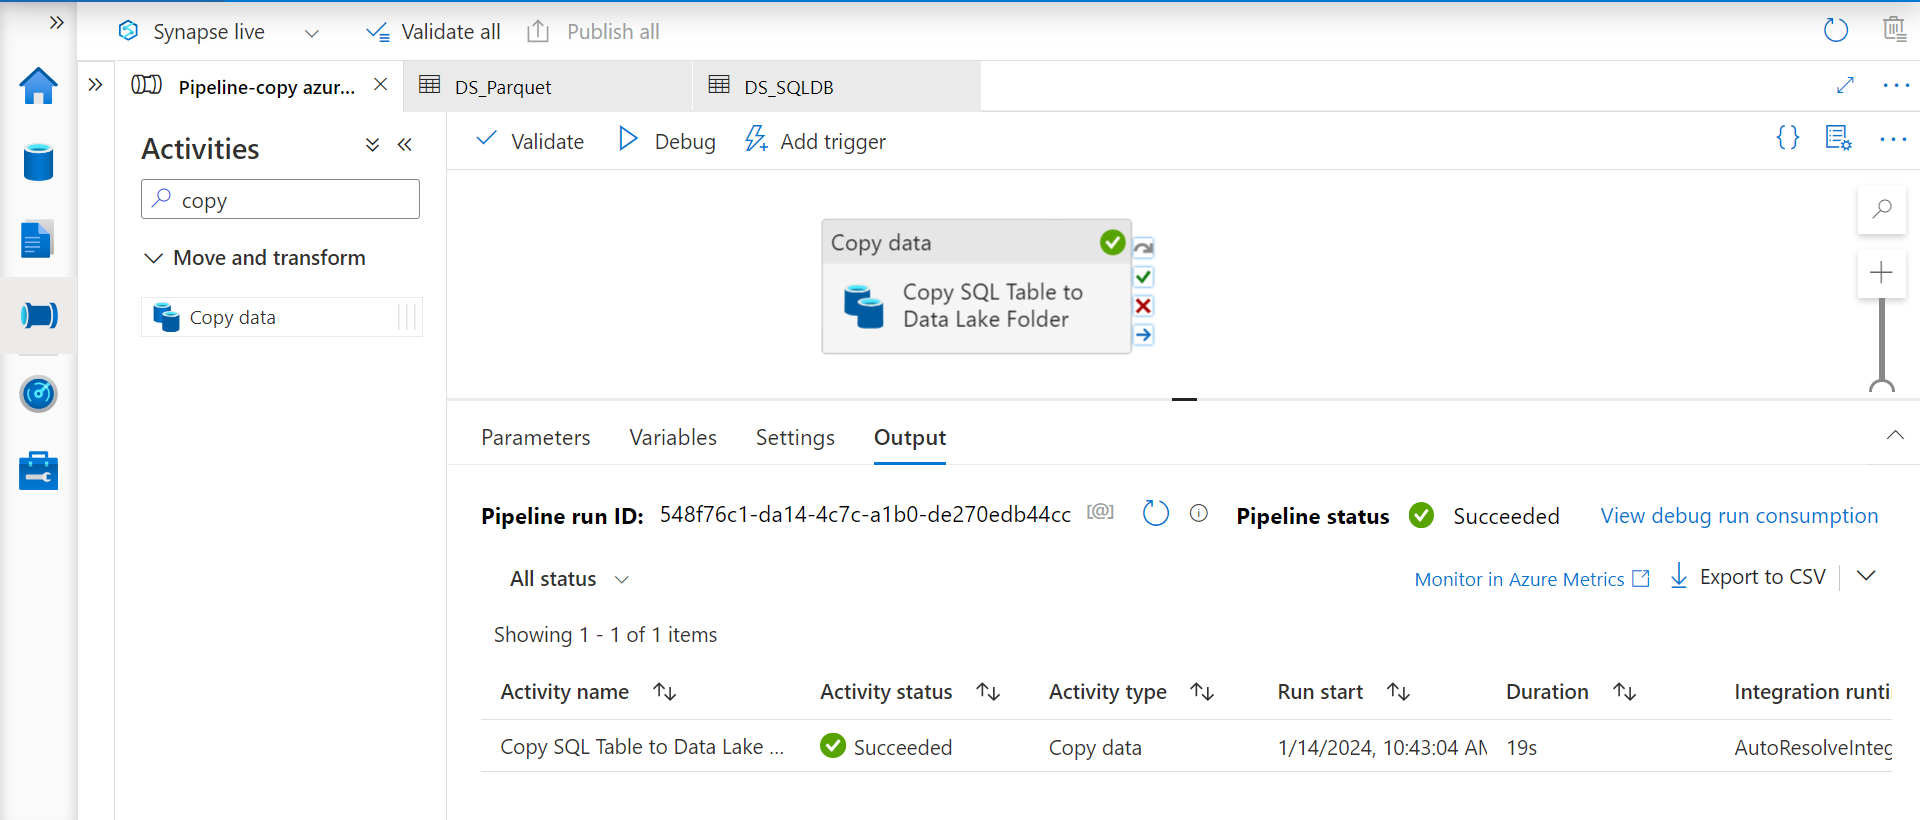 Synapse live
Validate all
Publish all
Pipeline-copy azur...
DS_Parquet
DS_SQLDB
Activities
copy
Move and transform
Copy data
Validate
Debug
Add trigger
{}
Copy data
Copy SQL Table to
Data Lake Folder
Parameters
Variables
Settings
Output
Pipeline run ID: 548f76c1-da14-4c7c-a1b0-de270edb44cc [@]
Pipeline status
Succeeded
View debug run consumption
All status
Monitor in Azure Metrics
Export to CSV
Showing 1 - 1 of 1 items
Activity name
Activity status
Activity type
Run start
Duration
Integration runti
Copy SQL Table to Data Lake ...
Succeeded
Copy data
1/14/2024, 10:43:04 AM
19s
AutoResolveInteg